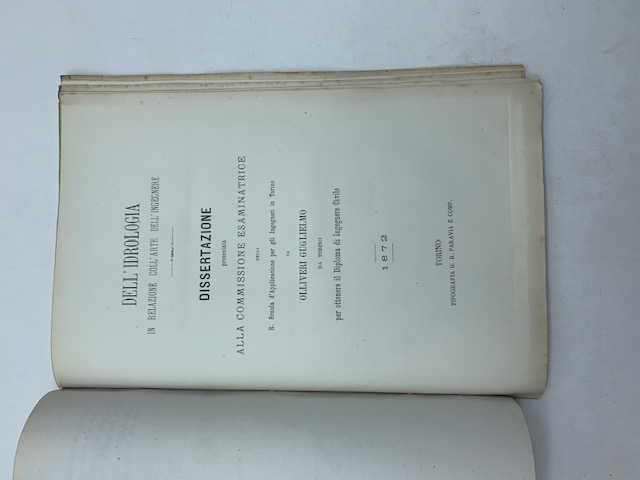 DELL'IDROLOGIA
IN RELAZIONE COLL'ARTE DELL'INGEGNERE
DISSERTAZIONE
presentata
ALLA COMMISSIONE ESAMINATRICE
DELLA
R. Scuola d'Applicazione per gli Ingegneri in Torino
DA
OLLIVERI GUGLIELMO
DA TORINO
per ottenere il Diploma di Ingegnere Civile
1872
TORINO
TIPOGRAFIA G. B. PARAVIA E COMP.